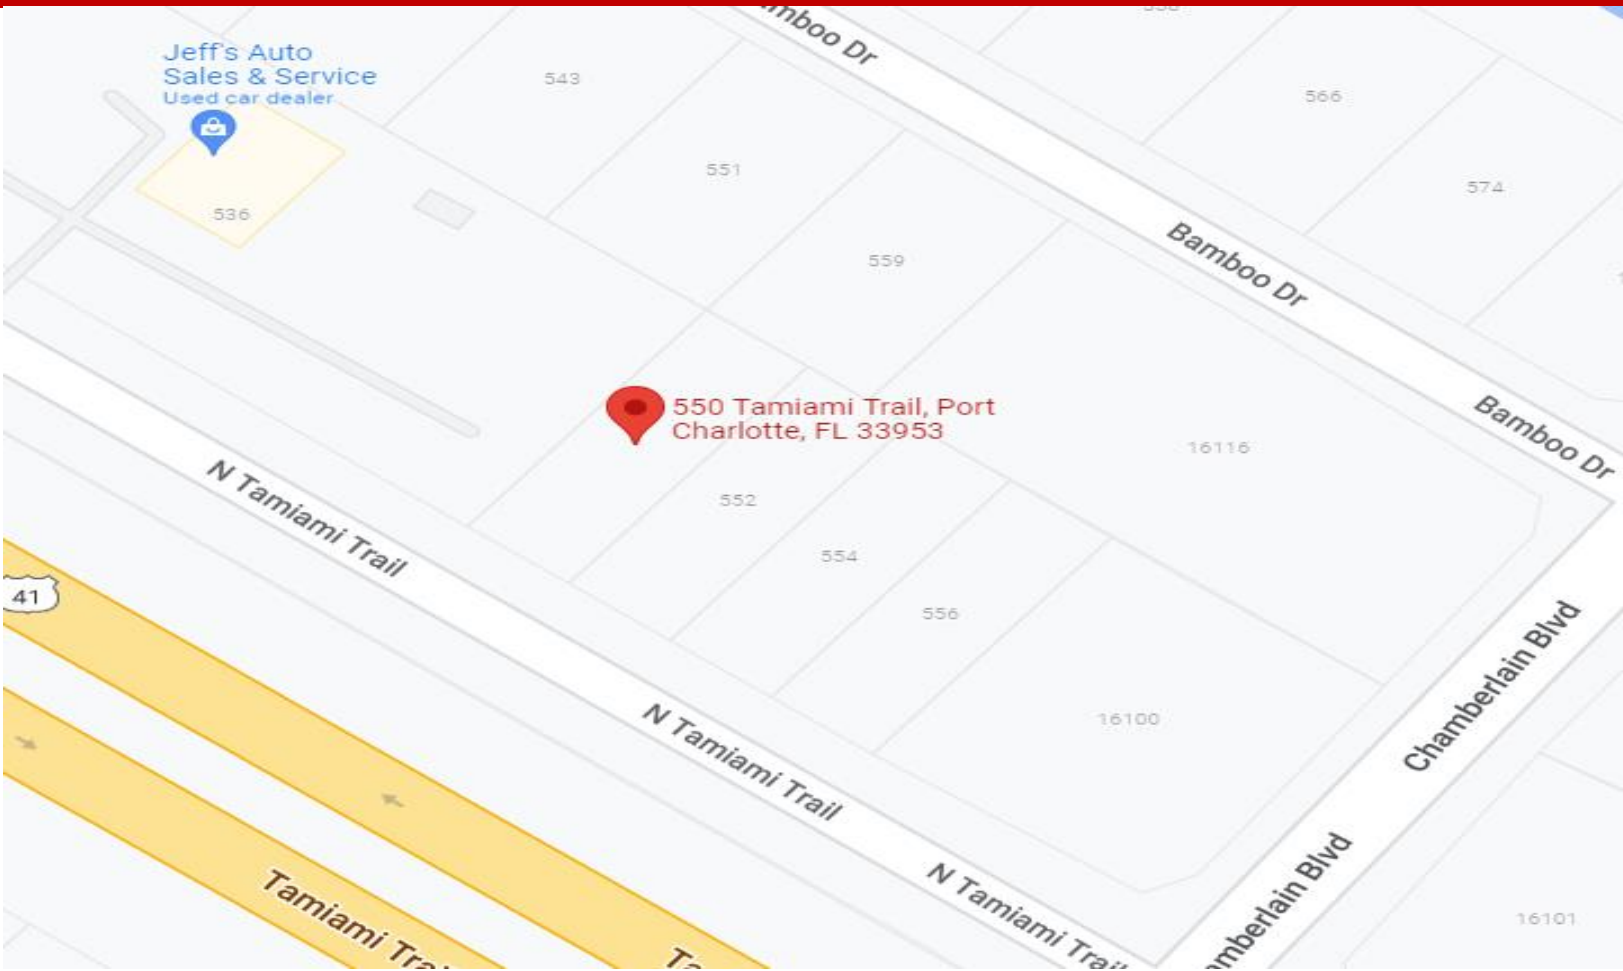 Jeff's Auto
Sales & Service
Used car dealer
543
566
551
574
536
559
Bamboo Dr
Bamboo Dr
550 Tamiami Trail, Port
Charlotte, FL 33953
16116
N Tamiami Trail
552
554
41
556
Chamberlain Blvd
16100
N Tamiami Trail
N Tamiami Trail
16101
Tamiami